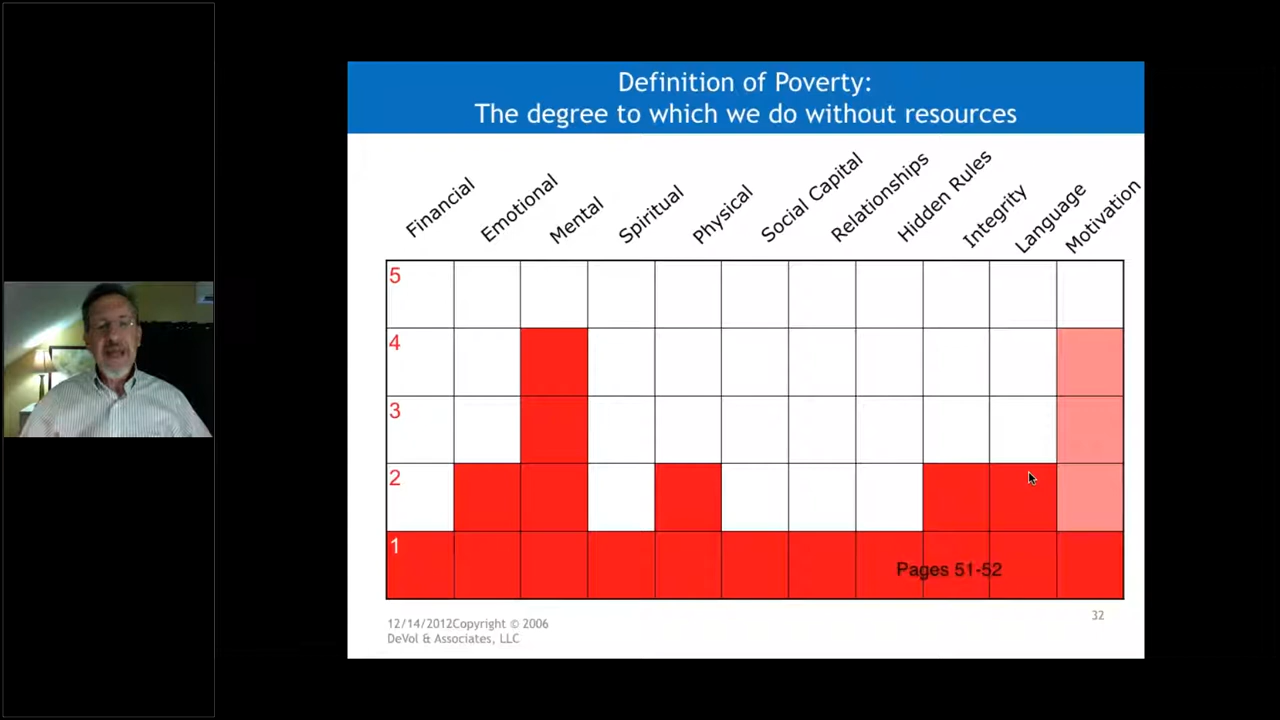 Definition of Poverty:
The degree to which we do without resources
Financial
Emotional
Mental
Spiritual
Physical
Social Capital
Relationships
Hidden Rules
Integrity
Language
Motivation
5
4
3
2
1
Pages 51-52
12/14/2012Copyright © 2006
DeVol & Associates, LLC
32